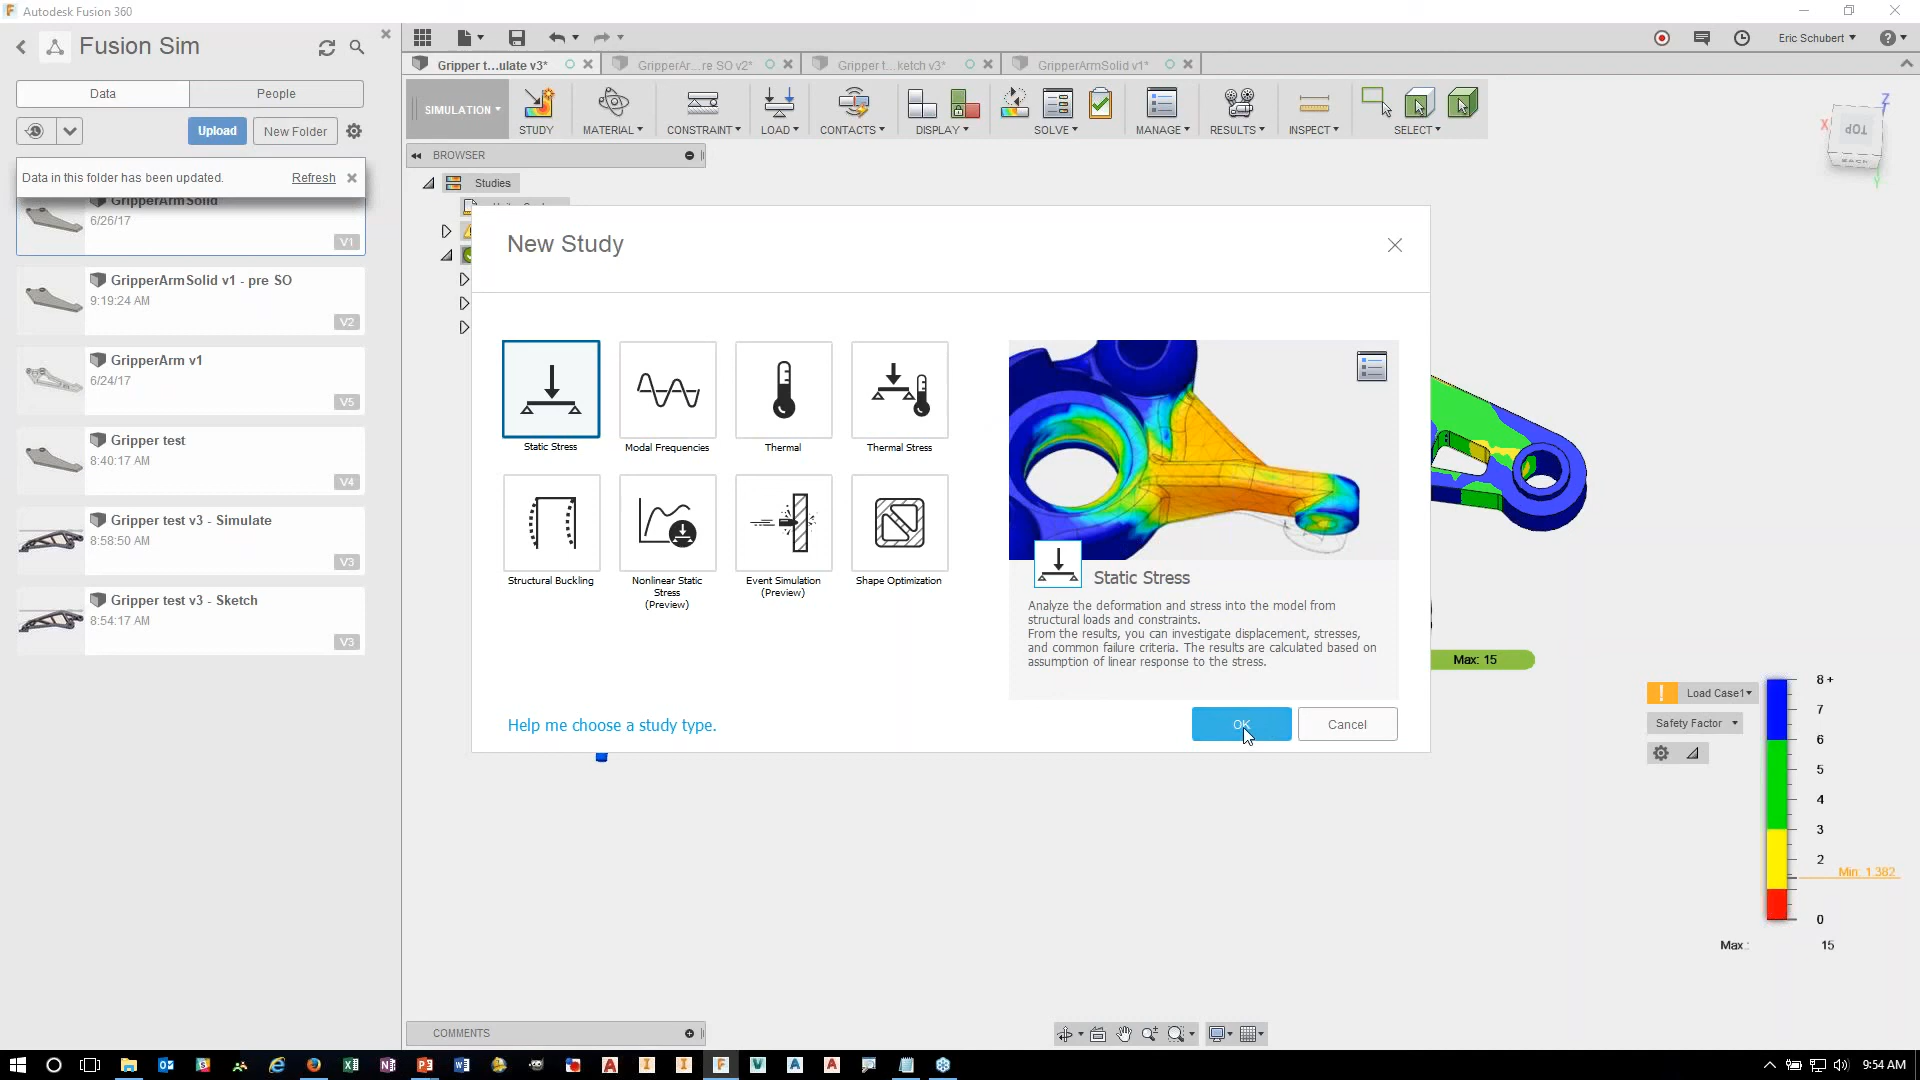 Autodesk Fusion 360
Fusion Sim
Data
People
Upload
New Folder
Data in this folder has been updated.
Refresh
GripperArmSolid
6/26/17
V1
GripperArmSolid v1 - pre SO
9:19:24 AM
V2
GripperArm v1
6/24/17
V5
Gripper test
8:40:17 AM
V4
Gripper test v3 - Simulate
8:58:50 AM
V3
Gripper test v3 - Sketch
8:54:17 AM
V3
Eric Schubert
Gripper t...ulate v3*
GripperAr...re SO v2*
Gripper t...ketch v3*
GripperArmSolid v1*
SIMULATION
STUDY
MATERIAL
CONSTRAINT
LOAD
CONTACTS
DISPLAY
SOLVE
MANAGE
RESULTS
INSPECT
SELECT
BROWSER
Studies
Z
X
TOP
BACK
Y
New Study
Static Stress
Modal Frequencies
Thermal
Thermal Stress
Structural Buckling
Nonlinear Static
Stress
(Preview)
Event Simulation
(Preview)
Shape Optimization
Static Stress
Analyze the deformation and stress into the model from
structural loads and constraints.
From the results, you can investigate displacement, stresses,
and common failure criteria. The results are calculated based on
assumption of linear response to the stress.
Help me choose a study type.
OK
Cancel
Max: 15
Load Case1
Safety Factor
8 +
7
6
5
4
3
2
Min: 1.382
0
Max:
15
COMMENTS
9:54 AM